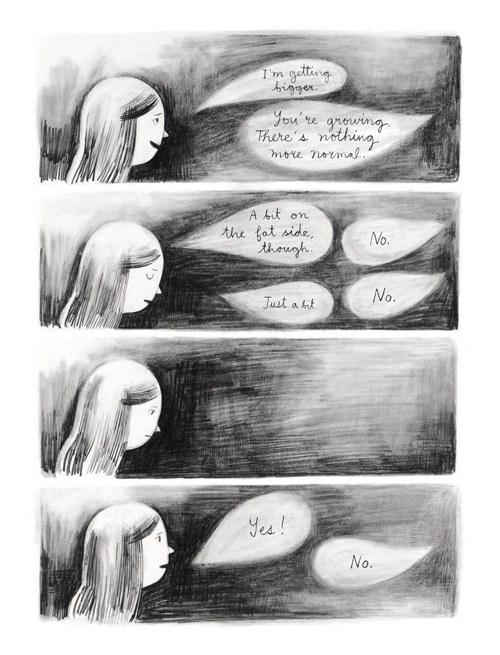 I'm getting
bigger.
You're growing.
There's nothing
more normal.
A bit on
the fat side,
though.
No.
Just a bit.
No.
Yes!
No.